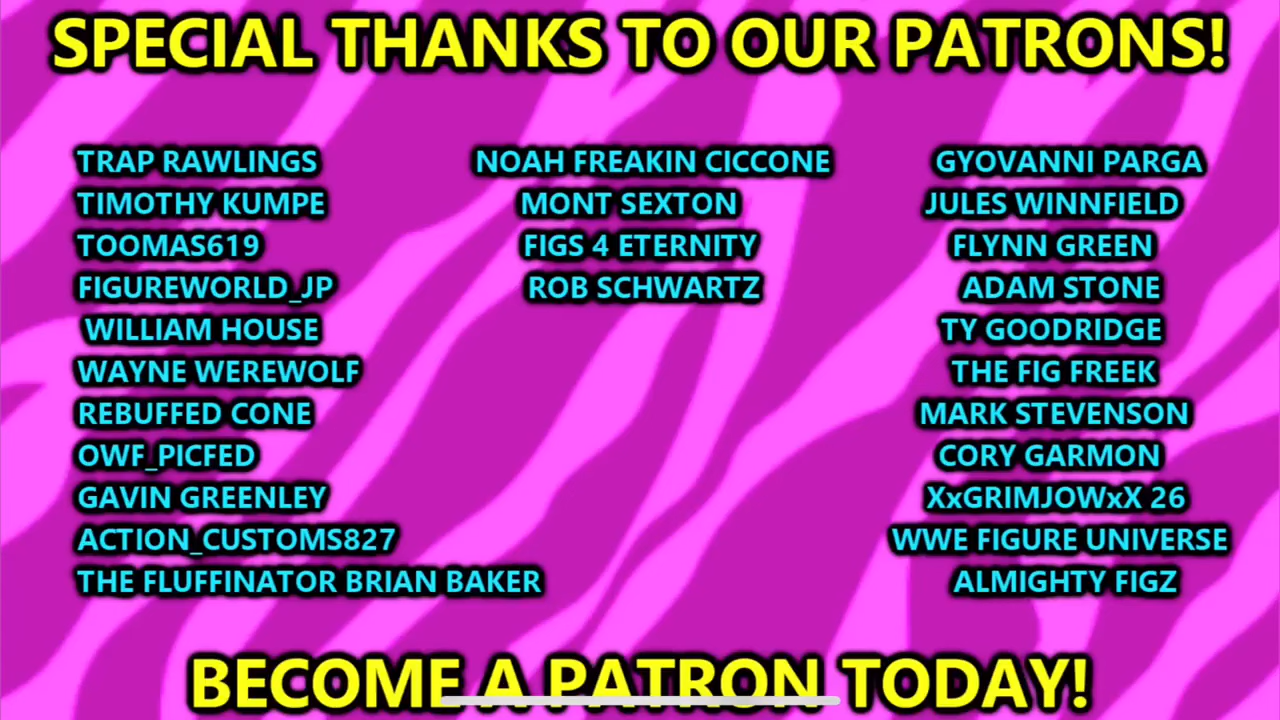 SPECIAL THANKS TO OUR PATRONS!
TRAP RAWLINGS
TIMOTHY KUMPE
TOOMAS619
FIGUREWORLD_JP
WILLIAM HOUSE
WAYNE WEREWOLF
REBUFFED CONE
OWF_PICFED
GAVIN GREENLEY
ACTION_CUSTOMS827
THE FLUFFINATOR BRIAN BAKER
NOAH FREAKIN CICCONE
MONT SEXTON
FIGS 4 ETERNITY
ROB SCHWARTZ
GYOVANNI PARGA
JULES WINNFIELD
FLYNN GREEN
ADAM STONE
TY GOODRIDGE
THE FIG FREEK
MARK STEVENSON
CORY GARMON
XxGRIMJOWxX 26
WWE FIGURE UNIVERSE
ALMIGHTY FIGZ
BECOME A PATRON TODAY!